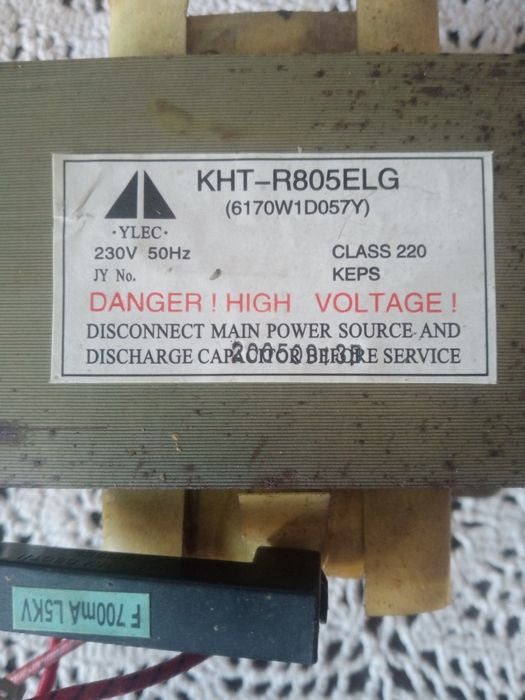 KHT-R805ELG
(6170W1D057Y)
·YLEC·
230V 50Hz
CLASS 220
JY No.
KEPS
DANGER ! HIGH VOLTAGE !
DISCONNECT MAIN POWER SOURCE AND
DISCHARGE CAPACITOR BEFORE SERVICE
F 700mA L5KV